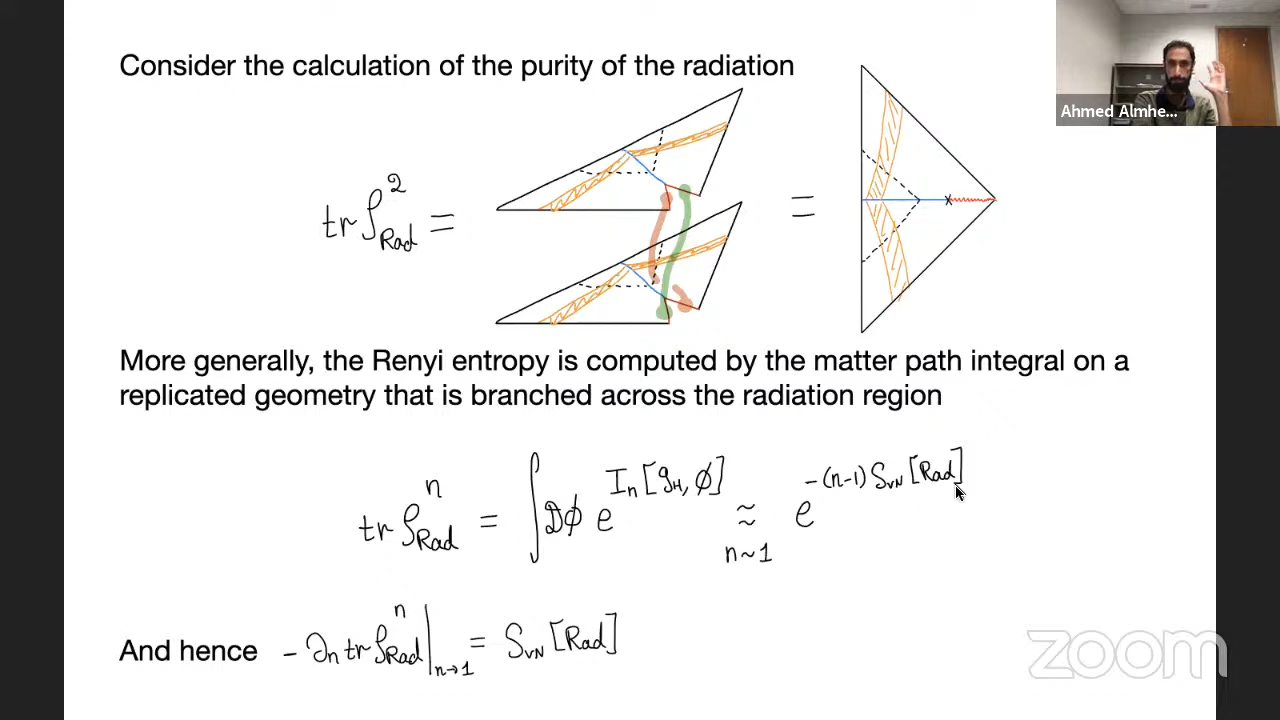 Consider the calculation of the purity of the radiation
Ahmed Almhe...
tr ρ²_Rad = =
More generally, the Renyi entropy is computed by the matter path integral on a
replicated geometry that is branched across the radiation region
tr ρⁿ_Rad = ∫ Dϕ e^{I_n[g_H, ϕ]} ≈_{n~1} e^{-(n-1) S_vN [Rad]}
And hence - ∂_n tr ρⁿ_Rad |_{n→1} = S_vN [Rad]
zoom